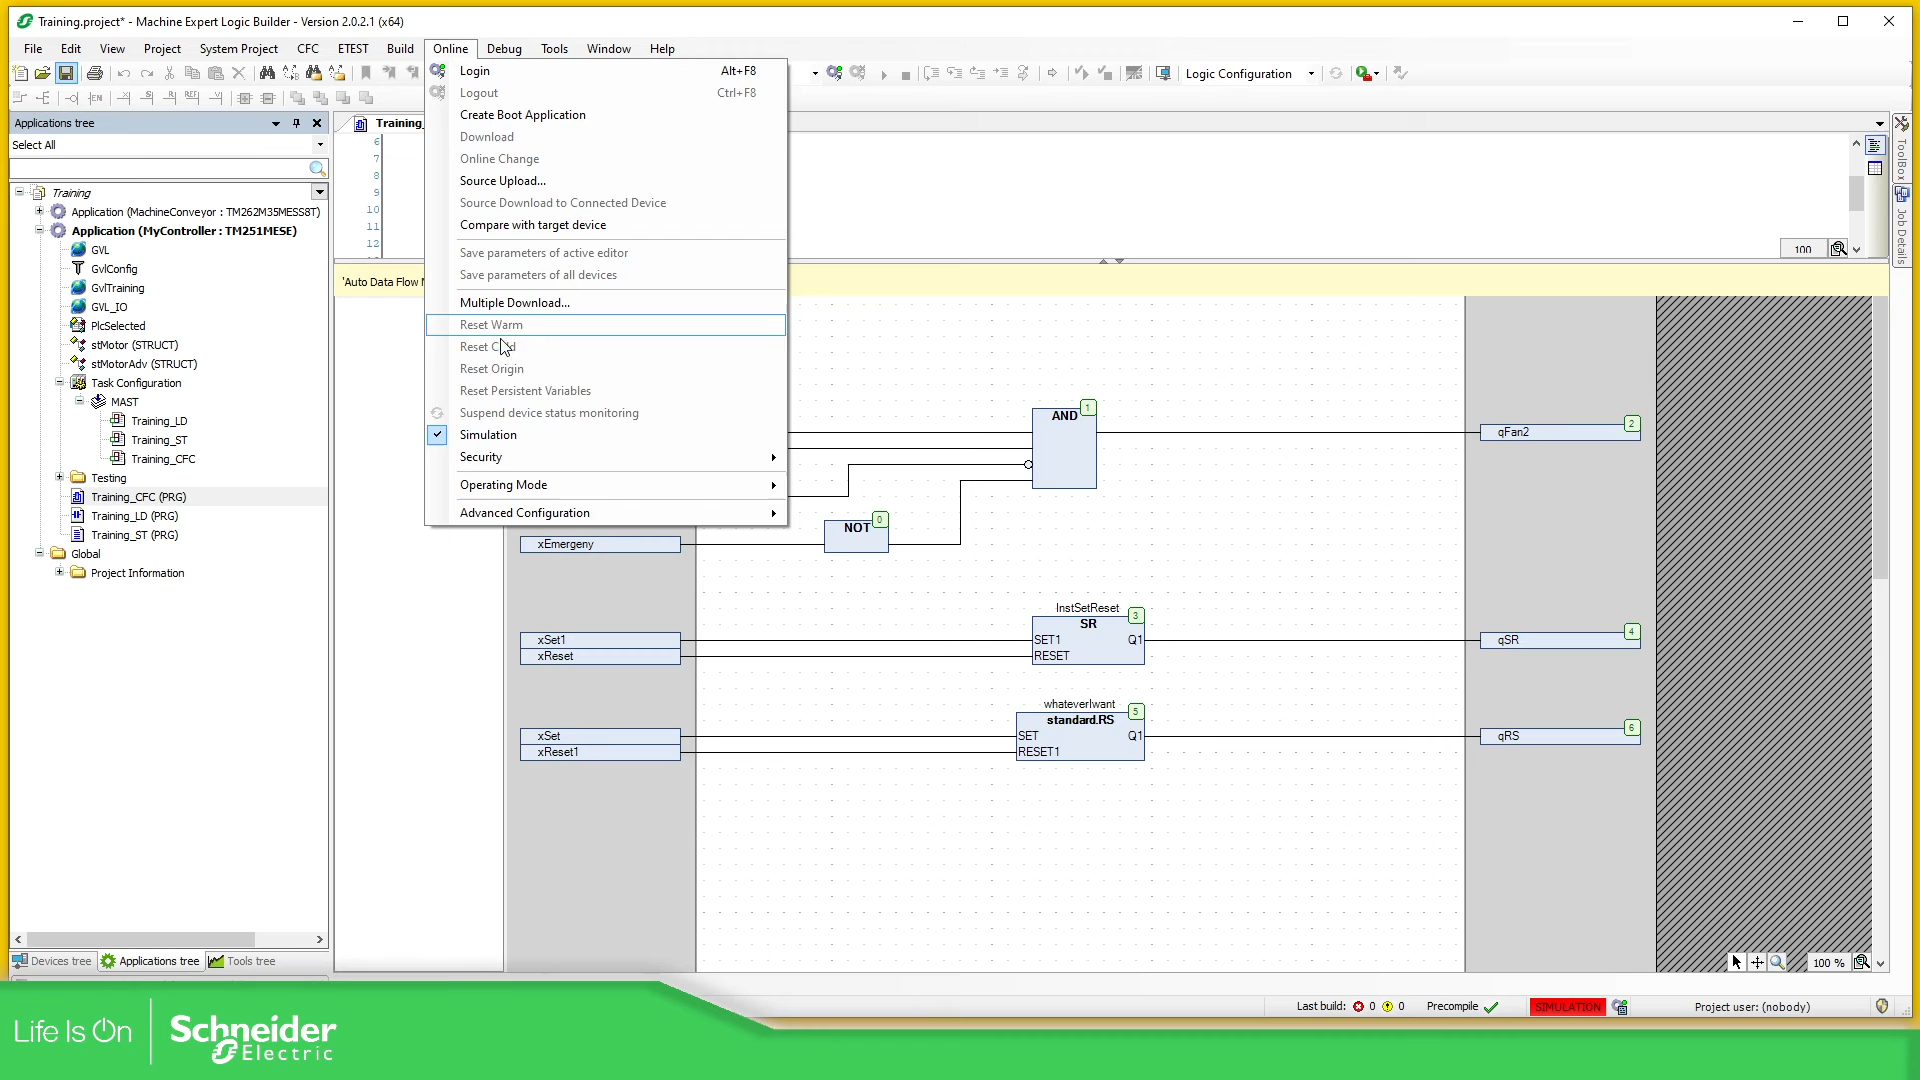 Training.project* - Machine Expert Logic Builder - Version 2.0.2.1 (x64)
File Edit View Project System Project CFC ETEST Build Online Debug Tools Window Help
Logic Configuration
Applications tree
Select All
Training
Application (MachineConveyor : TM262M35MESS8T)
Application (MyController : TM251MESE)
GVL
GvlConfig
GvlTraining
GVL_IO
PlcSelected
stMotor (STRUCT)
stMotorAdv (STRUCT)
Task Configuration
MAST
Training_LD
Training_ST
Training_CFC
Testing
Training_CFC (PRG)
Training_LD (PRG)
Training_ST (PRG)
Global
Project Information
Devices tree Applications tree Tools tree
Login Alt+F8
Logout Ctrl+F8
Create Boot Application
Download
Online Change
Source Upload...
Source Download to Connected Device
Compare with target device
Save parameters of active editor
Save parameters of all devices
Multiple Download...
Reset Warm
Reset
Reset Origin
Reset Persistent Variables
Suspend device status monitoring
Simulation
Security
Operating Mode
Advanced Configuration
Training_
6
7
8
9
10
11
12
100
'Auto Data Flow
ToolBox
Job Details
AND
1
qFan2
2
NOT
0
xEmergeny
InstSetReset
3
SR
xSet1
SET1 Q1
xReset
RESET
qSR
4
whateverIwant
5
standard.RS
xSet
SET Q1
xReset1
RESET1
qRS
6
100 %
Last build: 0 0 Precompile SIMULATION Project user: (nobody)
Life Is On Schneider Electric